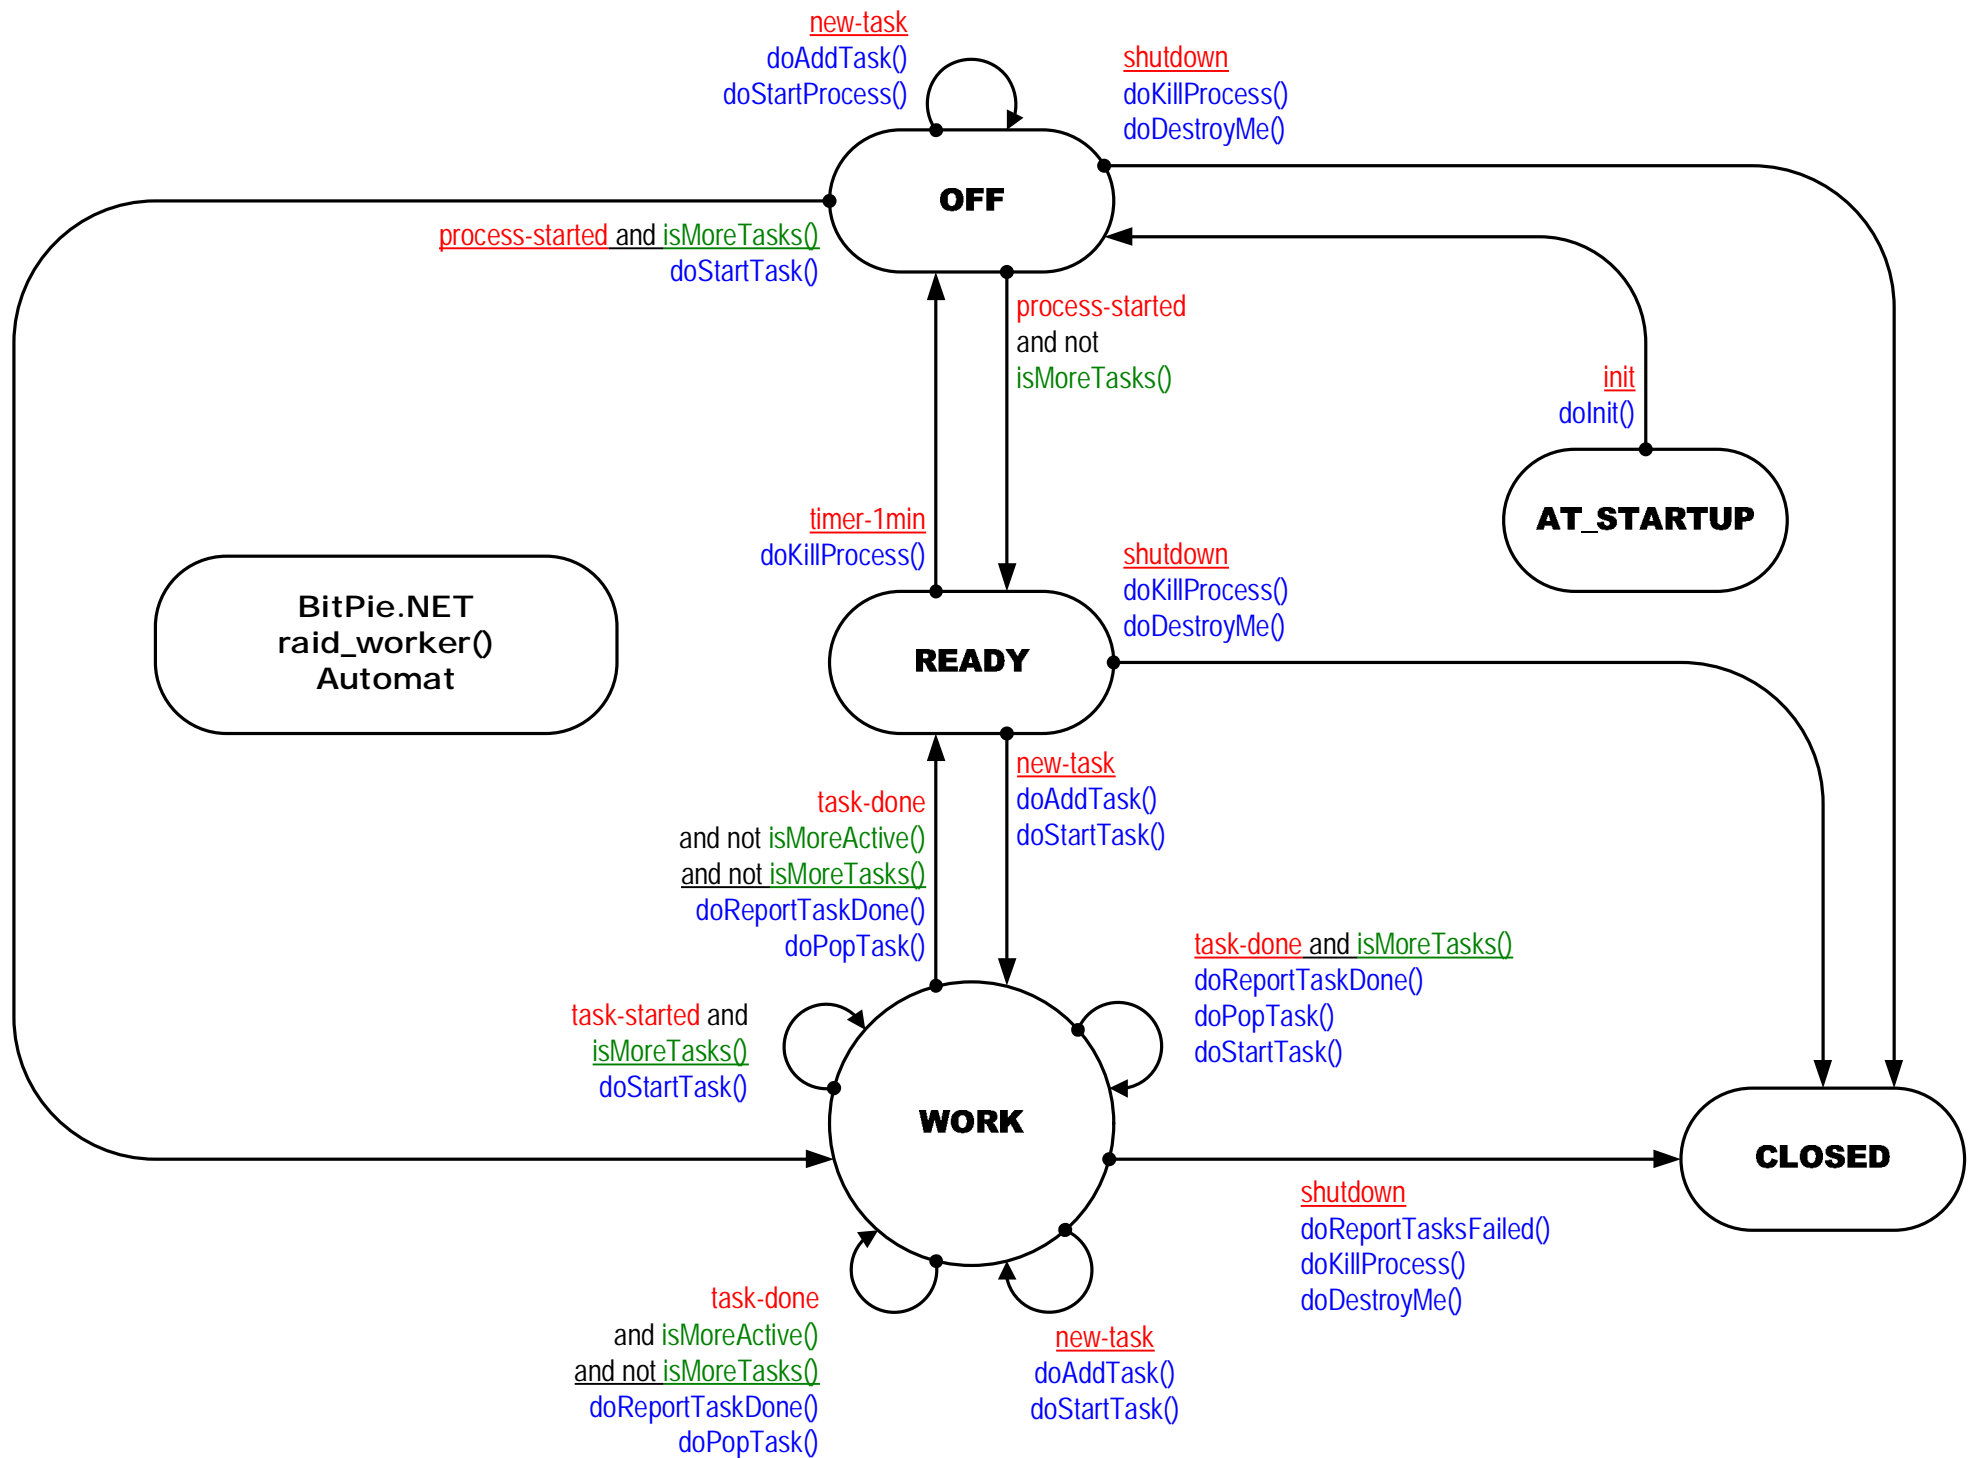 new-task
doAddTask()
doStartProcess()
shutdown
doKillProcess()
doDestroyMe()
OFF
process-started and isMoreTasks()
doStartTask()
process-started
and not
isMoreTasks()
init
doInit()
AT_STARTUP
timer-1min
doKillProcess()
shutdown
doKillProcess()
doDestroyMe()
BitPie.NET
raid_worker()
Automat
READY
new-task
doAddTask()
doStartTask()
task-done
and not isMoreActive()
and not isMoreTasks()
doReportTaskDone()
doPopTask()
task-done and isMoreTasks()
doReportTaskDone()
doPopTask()
doStartTask()
task-started and
isMoreTasks()
doStartTask()
WORK
CLOSED
shutdown
doReportTasksFailed()
doKillProcess()
doDestroyMe()
task-done
and isMoreActive()
and not isMoreTasks()
doReportTaskDone()
doPopTask()
new-task
doAddTask()
doStartTask()